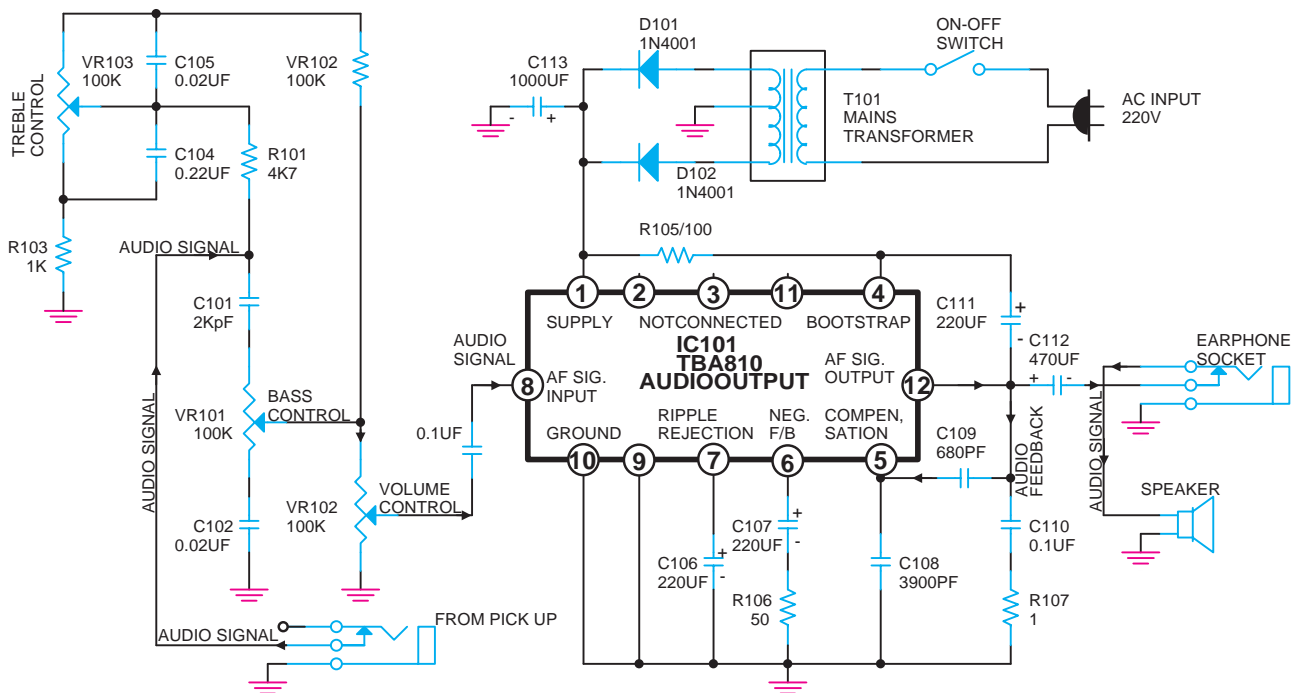 D101
1N4001
ON-OFF
SWITCH
VR103
100K
C105
0.02UF
VR102
100K
C113
1000UF
TREBLE
CONTROL
- +
T101
MAINS
TRANSFORMER
AC INPUT
220V
C104
0.22UF
R101
4K7
D102
1N4001
R103
1K
AUDIO SIGNAL
R105/100
C101
2KpF
1
2
3
11
4
SUPPLY
NOTCONNECTED
BOOTSTRAP
C111
220UF
+
-
IC101
TBA810
AUDIOOUTPUT
AUDIO
SIGNAL
8
AF SIG.
INPUT
AF SIG.
OUTPUT
12
C112
470UF
+ -
EARPHONE
SOCKET
AUDIO SIGNAL
VR101
100K
BASS
CONTROL
0.1UF
GROUND
RIPPLE
REJECTION
NEG.
F/B
COMPEN,
SATION
10
9
7
6
5
C109
680PF
AUDIO
FEEDBACK
AUDIO SIGNAL
SPEAKER
VR102
100K
VOLUME
CONTROL
C102
0.02UF
C106
220UF
+
-
C107
220UF
+
-
C108
3900PF
C110
0.1UF
R106
50
R107
1
FROM PICK UP
AUDIO SIGNAL